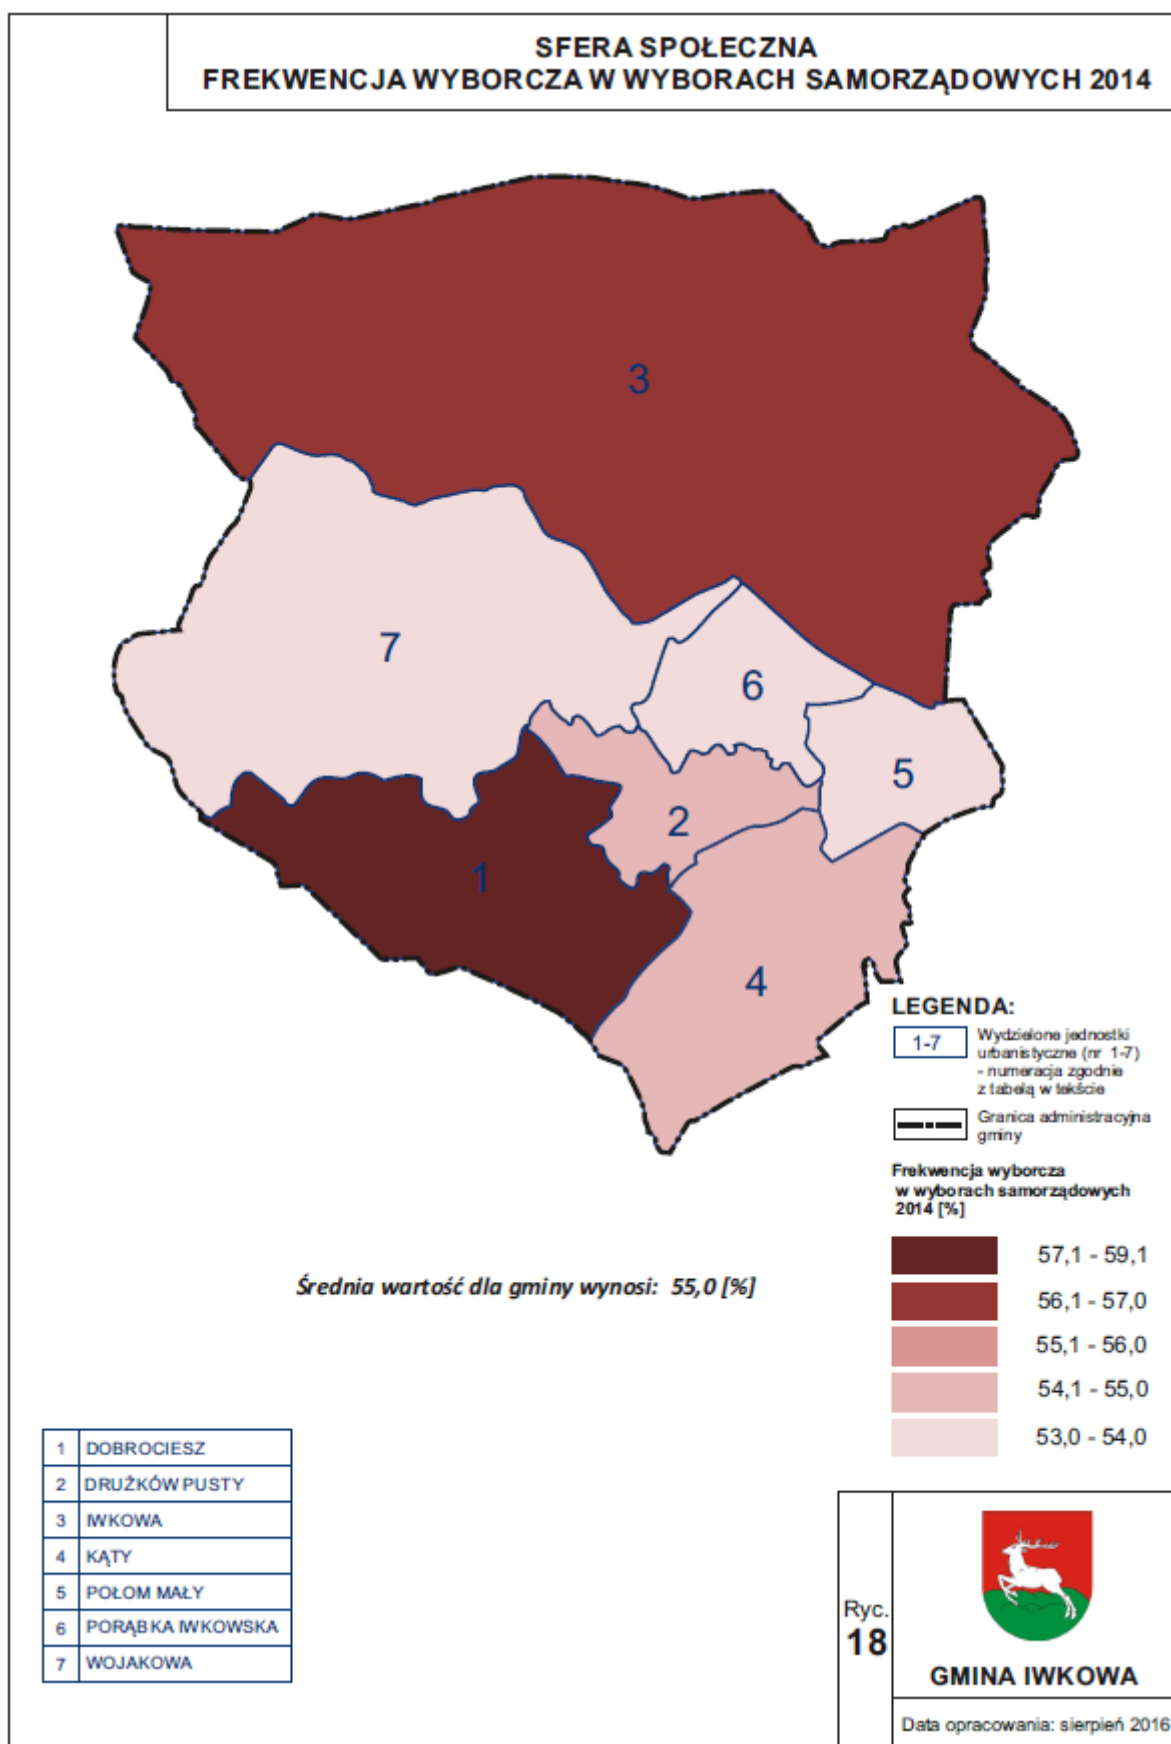 SFERA SPOŁECZNA
FREKWENCJA WYBORCZA W WYBORACH SAMORZĄDOWYCH 2014
3
7
6
5
2
1
4
LEGENDA:
1-7
Wydzielone jednostki
urbanistyczne (nr 1-7)
- numeracja zgodnie
z tabelą w tekście
Granica administracyjna
gminy
Frekwencja wyborcza
w wyborach samorządowych
2014 [%]
57,1 - 59,1
56,1 - 57,0
55,1 - 56,0
54,1 - 55,0
53,0 - 54,0
Średnia wartość dla gminy wynosi: 55,0 [%]
1 DOBROCIESZ
2 DRUŻKÓW PUSTY
3 IWKOWA
4 KĄTY
5 POŁOM MAŁY
6 PORĄBKA IWKOWSKA
7 WOJAKOWA
Ryc.
18
GMINA IWKOWA
Data opracowania: sierpień 2016